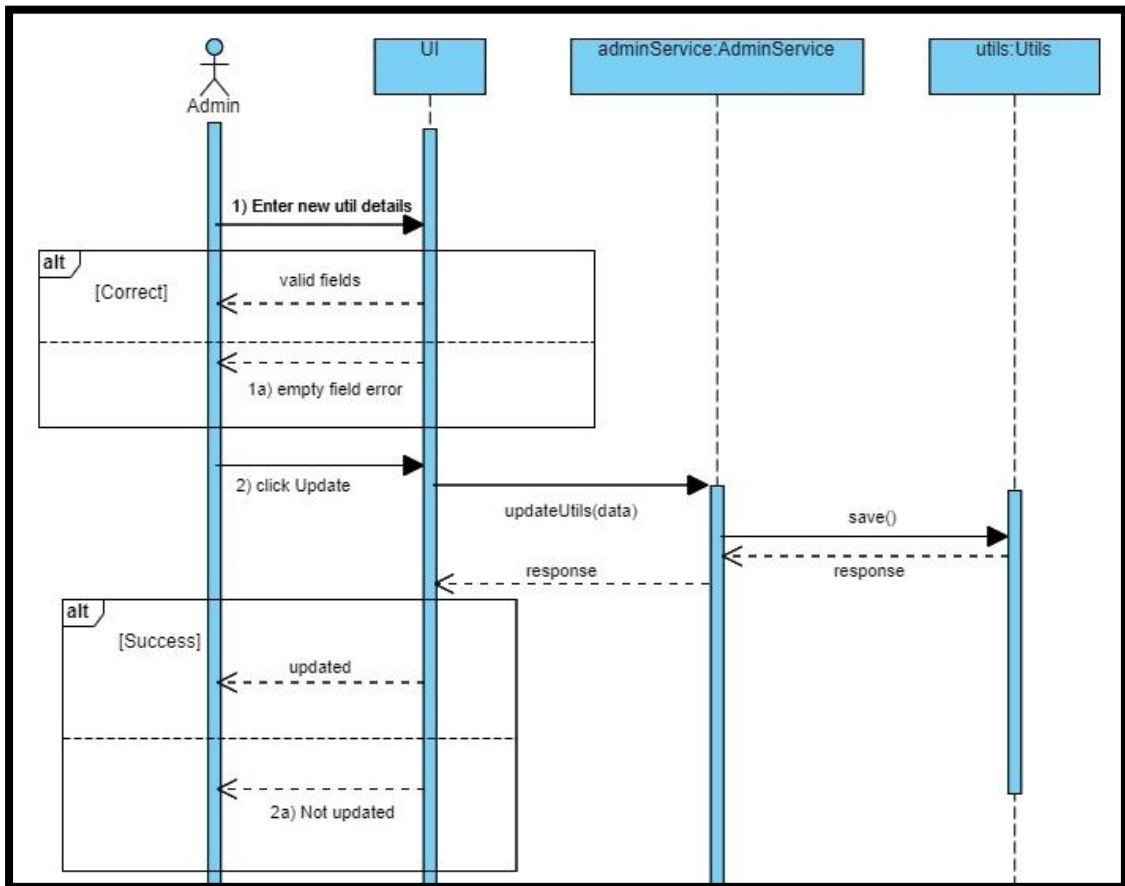 UI
adminService:AdminService
utils:Utils
Admin
1) Enter new util details
alt
[Correct]
valid fields
1a) empty field error
2) click Update
updateUtils(data)
save()
response
response
alt
[Success]
updated
2a) Not updated